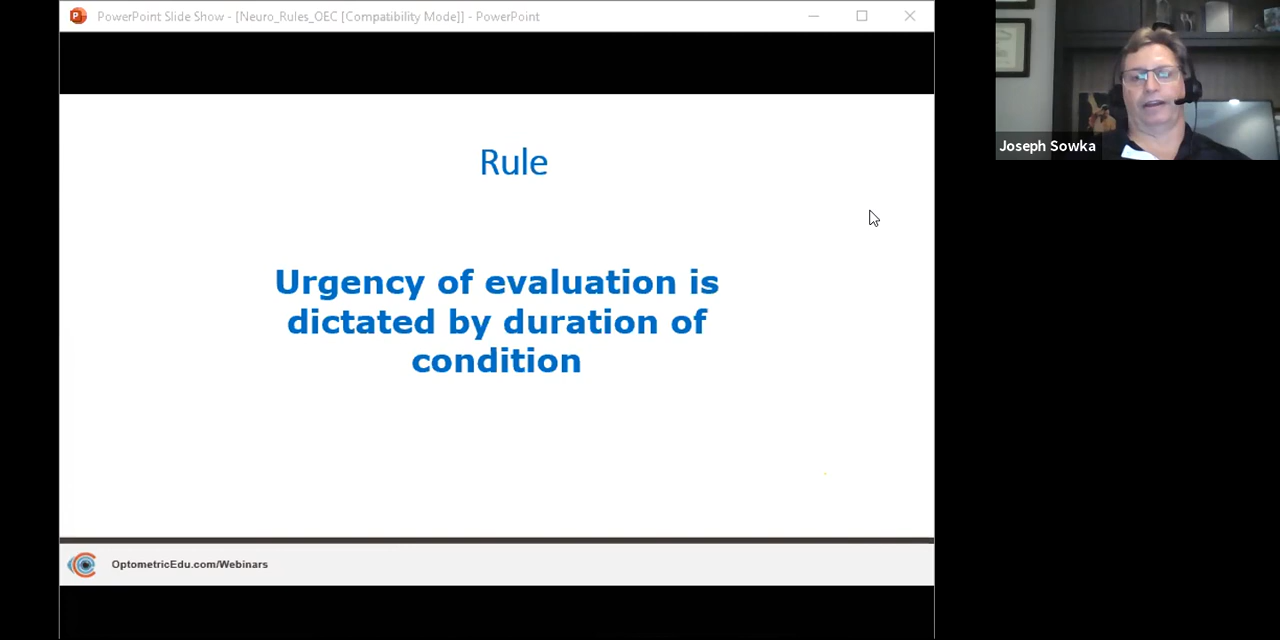 PowerPoint Slide Show - [Neuro_Rules_OEC [Compatibility Mode]] - PowerPoint
Rule
Urgency of evaluation is
dictated by duration of
condition
OptometricEdu.com/Webinars
Joseph Sowka